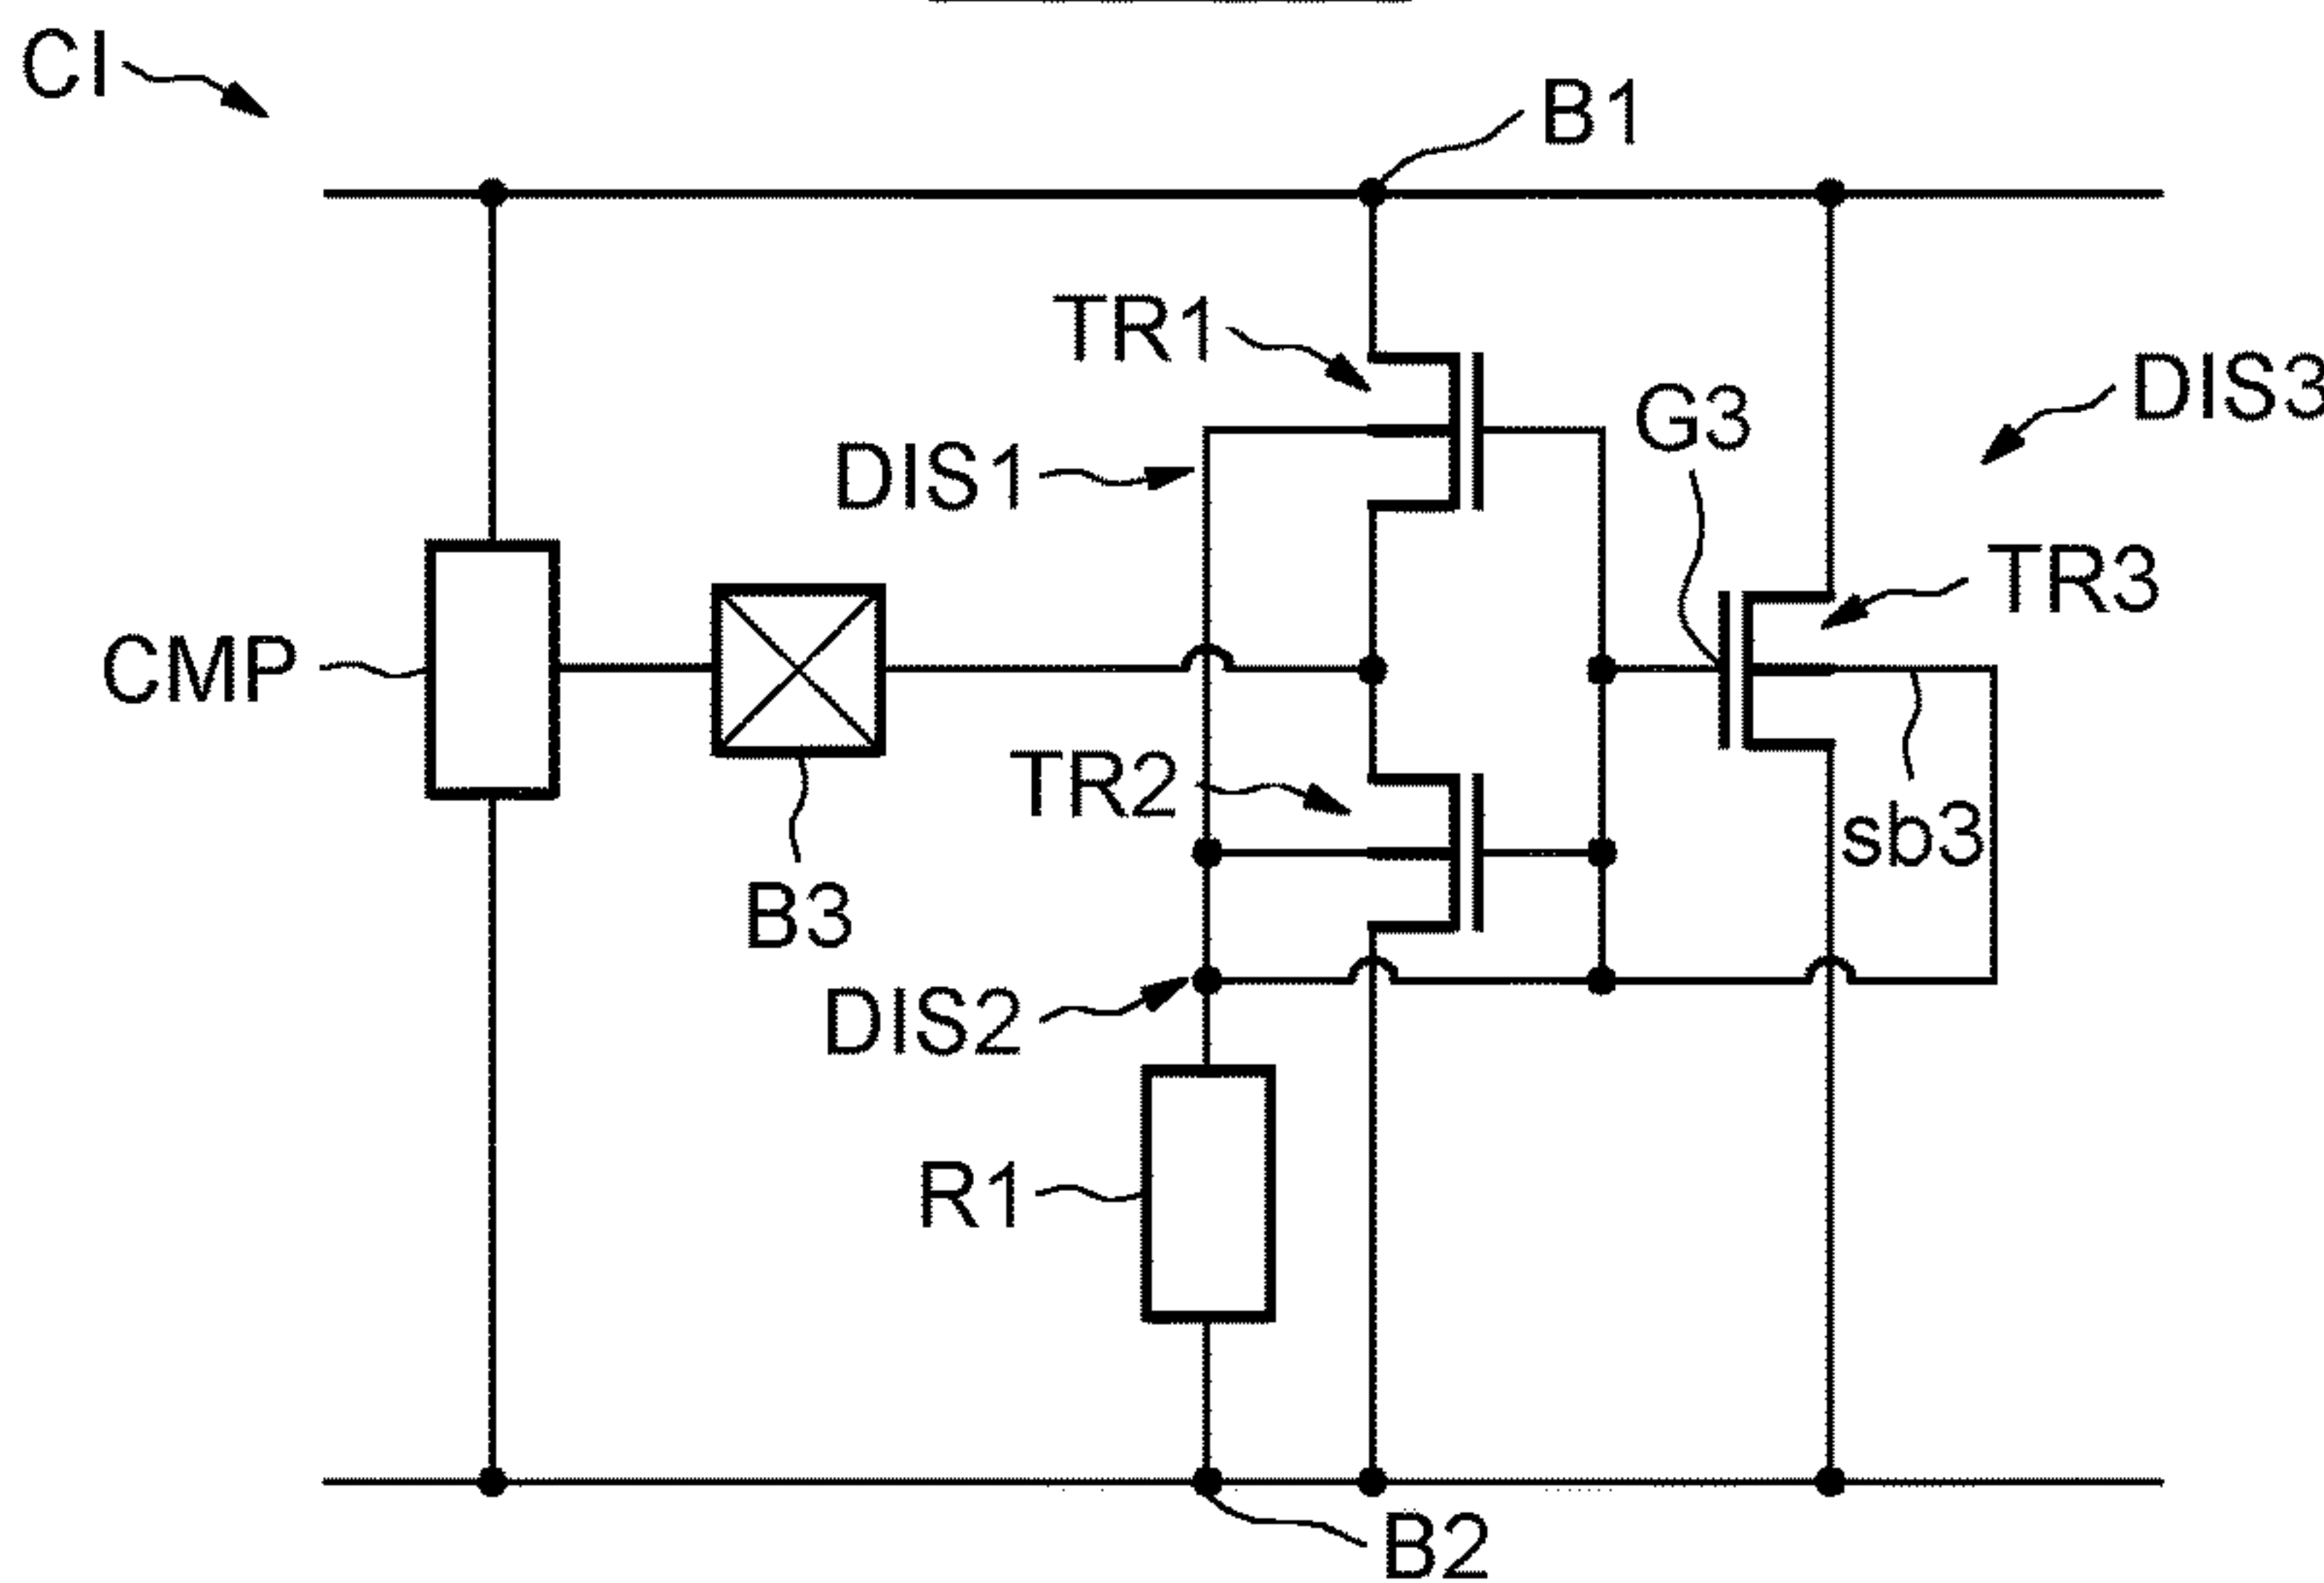 CI
B1
TR1
DIS1
G3
DIS3
TR3
CMP
TR2
sb3
B3
DIS2
R1
B2